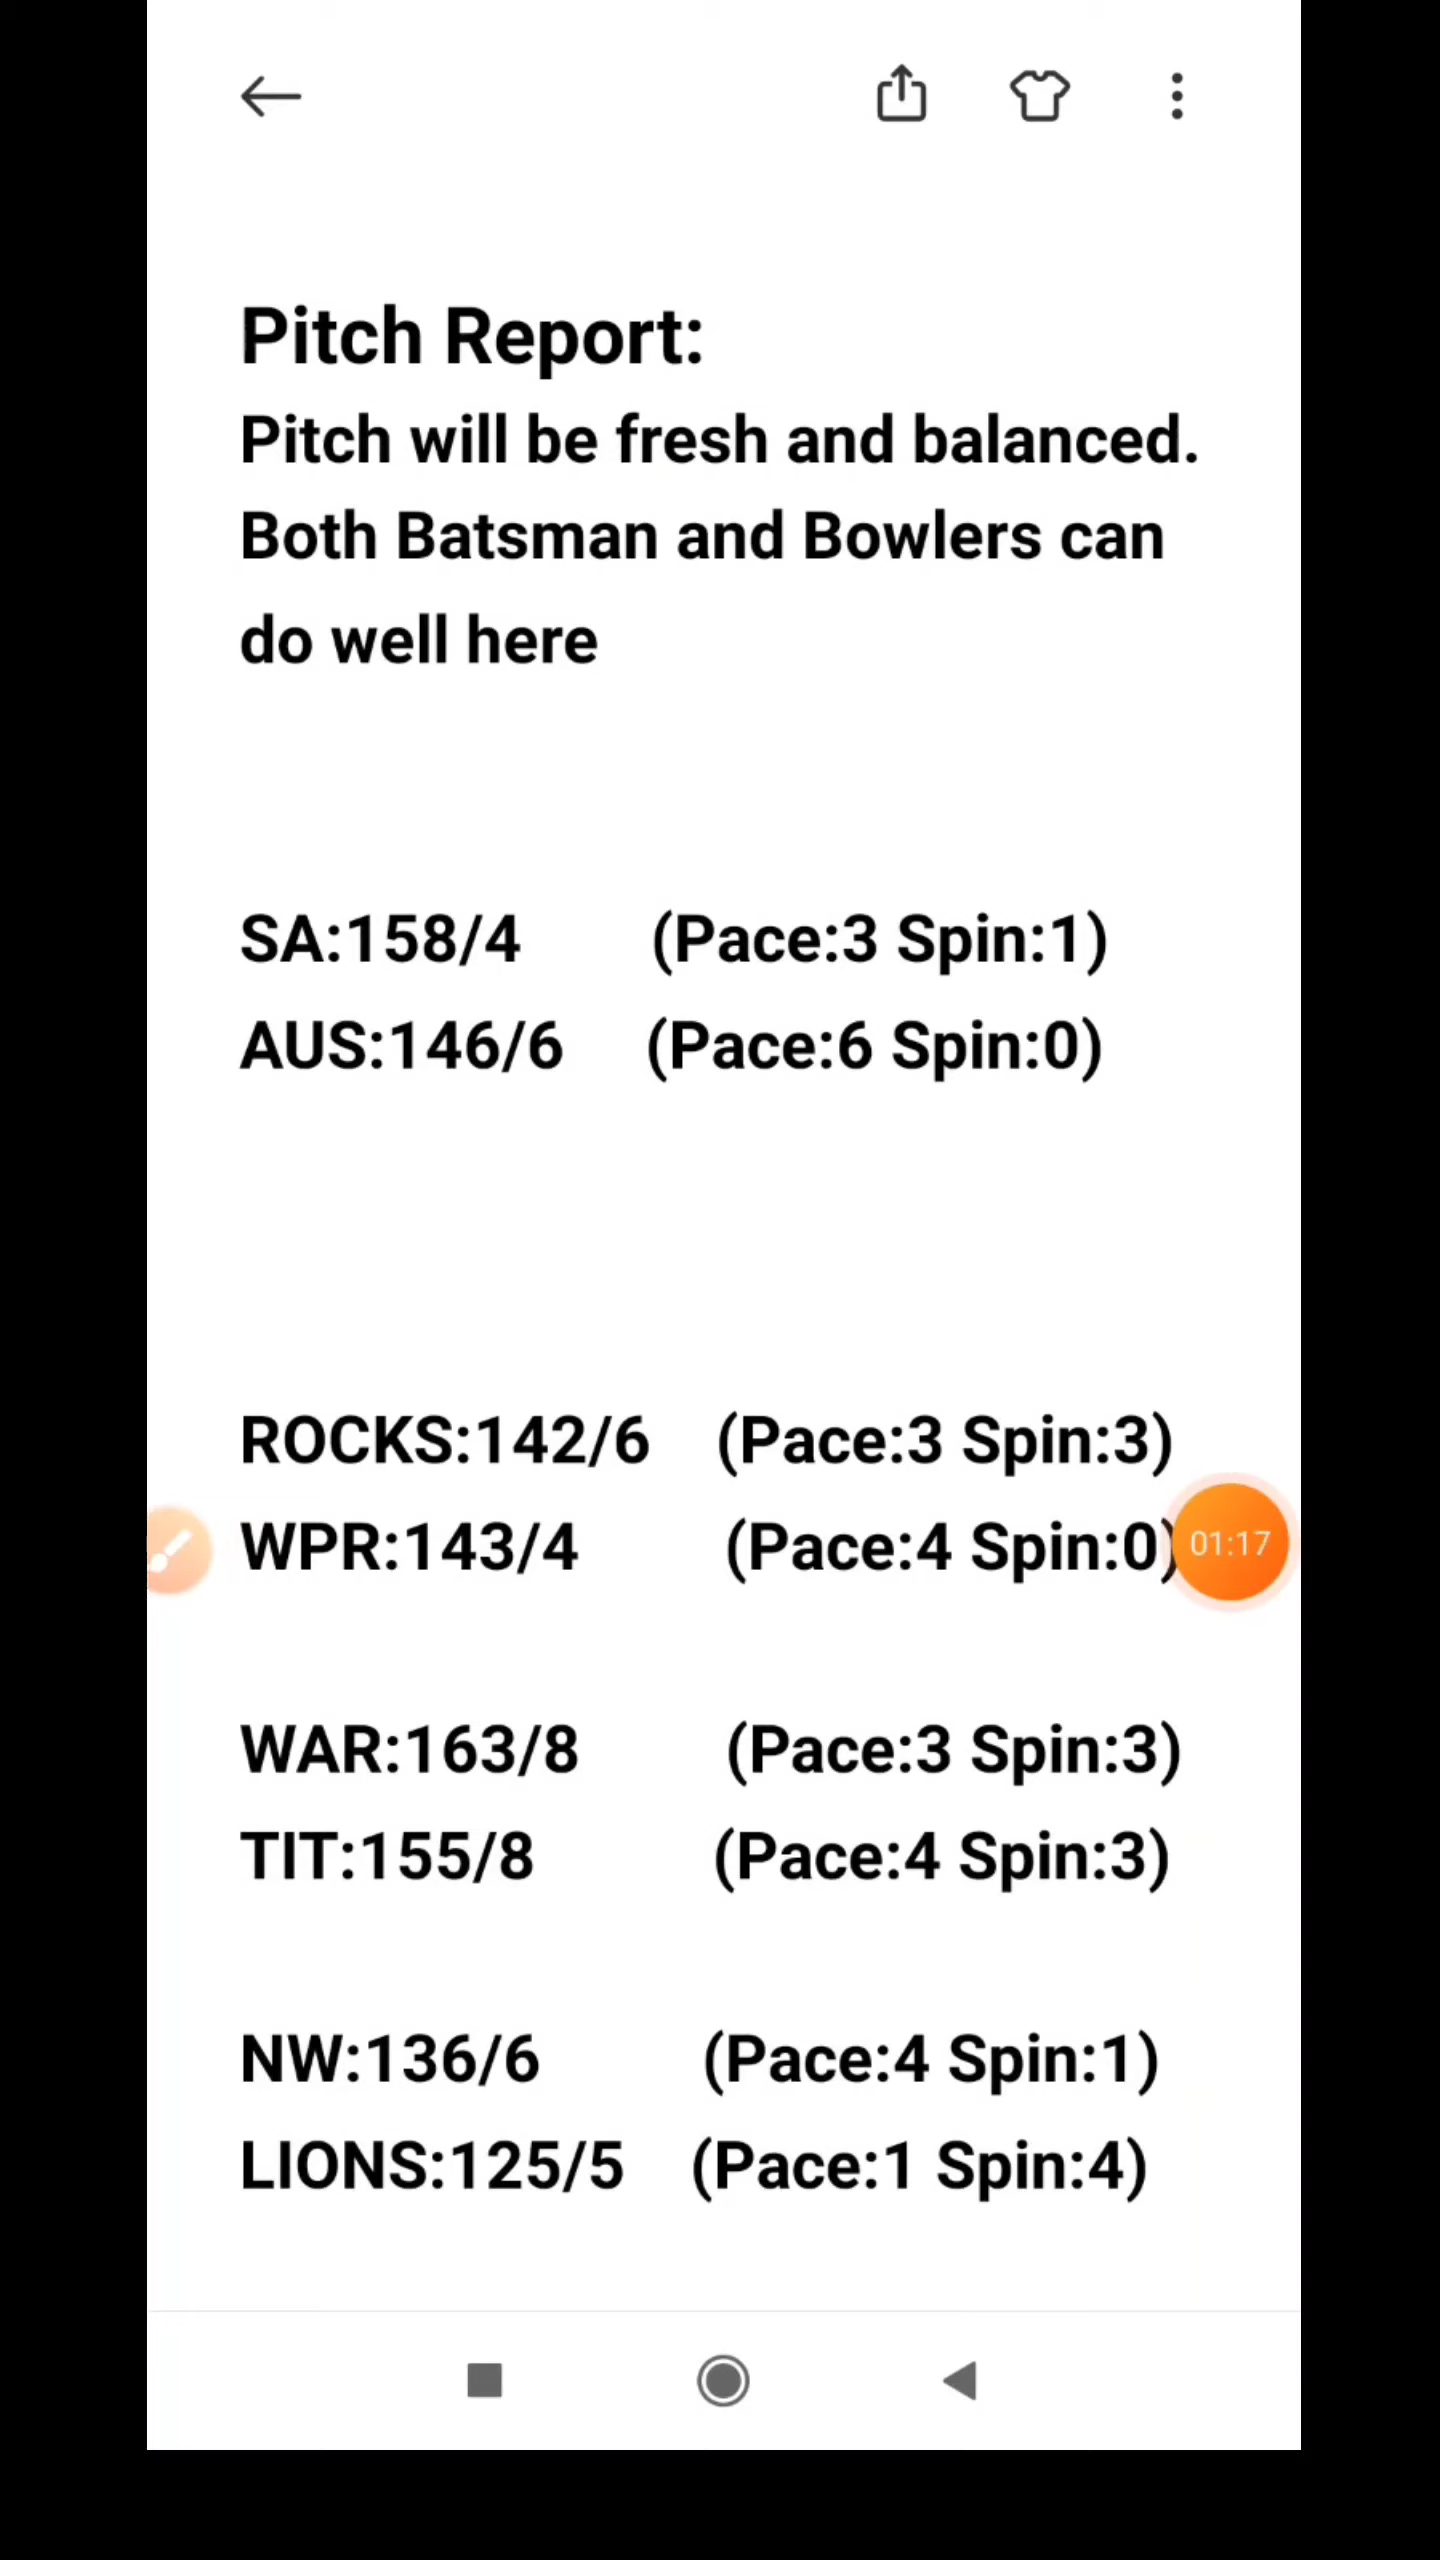 Pitch Report:
Pitch will be fresh and balanced.
Both Batsman and Bowlers can
do well here
SA:158/4 (Pace:3 Spin:1)
AUS:146/6 (Pace:6 Spin:0)
ROCKS:142/6 (Pace:3 Spin:3)
WPR:143/4 (Pace:4 Spin:0)
01:17
WAR:163/8 (Pace:3 Spin:3)
TIT:155/8 (Pace:4 Spin:3)
NW:136/6 (Pace:4 Spin:1)
LIONS:125/5 (Pace:1 Spin:4)